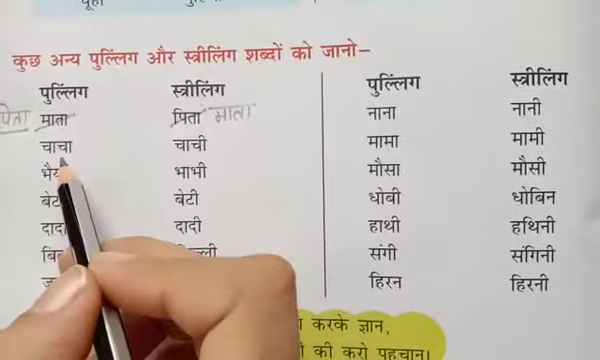 कुछ अन्य पुल्लिंग और स्त्रीलिंग शब्दों को जानो–
पुल्लिंग स्त्रीलिंग पुल्लिंग स्त्रीलिंग
पिता माता पिता माता नाना नानी
चाचा चाची मामा मामी
भाभी मौसा मौसी
बेटी धोबी धोबिन
दादी हाथी हथिनी
संगी संगिनी
हिरन हिरनी
करके ज्ञान,
की करो पहचान।